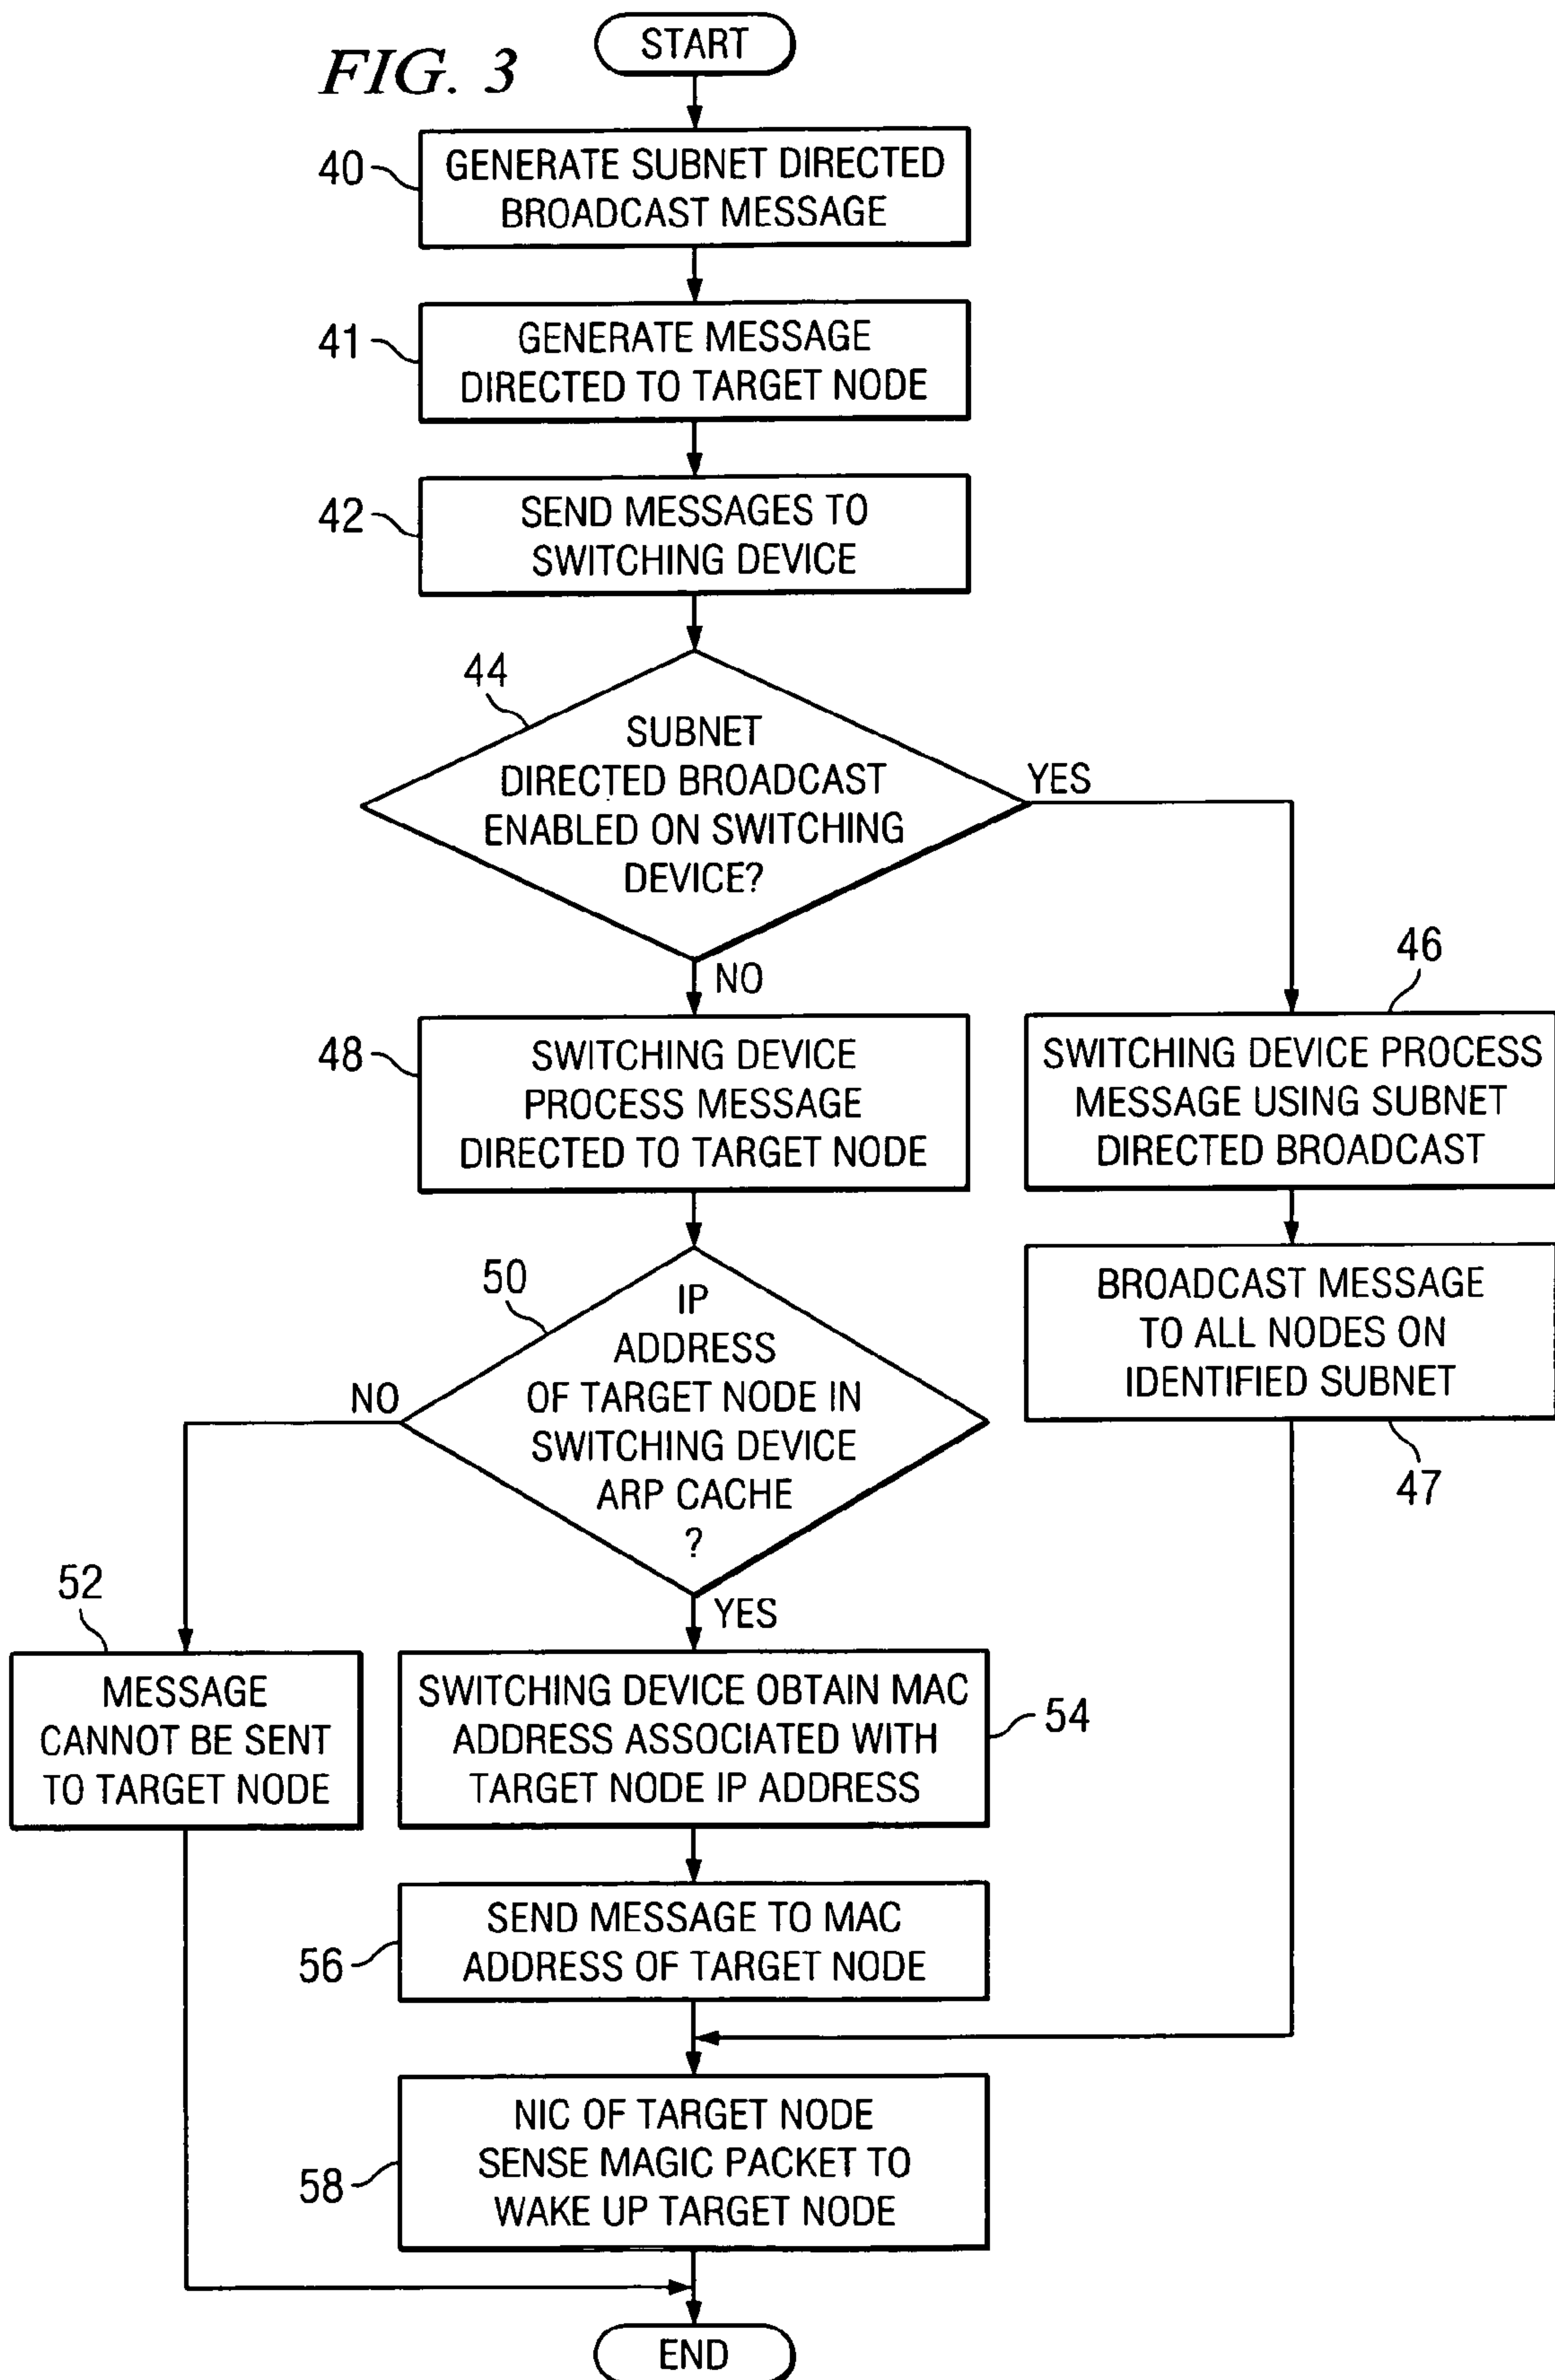 FIG. 3
START
40
GENERATE SUBNET DIRECTED
BROADCAST MESSAGE
41
GENERATE MESSAGE
DIRECTED TO TARGET NODE
42
SEND MESSAGES TO
SWITCHING DEVICE
44
SUBNET
DIRECTED BROADCAST
ENABLED ON SWITCHING
DEVICE?
YES
NO
46
SWITCHING DEVICE PROCESS
MESSAGE USING SUBNET
DIRECTED BROADCAST
48
SWITCHING DEVICE
PROCESS MESSAGE
DIRECTED TO TARGET NODE
BROADCAST MESSAGE
TO ALL NODES ON
IDENTIFIED SUBNET
47
50
IP
ADDRESS
OF TARGET NODE IN
SWITCHING DEVICE
ARP CACHE
?
NO
YES
52
MESSAGE
CANNOT BE SENT
TO TARGET NODE
SWITCHING DEVICE OBTAIN MAC
ADDRESS ASSOCIATED WITH
TARGET NODE IP ADDRESS
54
56
SEND MESSAGE TO MAC
ADDRESS OF TARGET NODE
58
NIC OF TARGET NODE
SENSE MAGIC PACKET TO
WAKE UP TARGET NODE
END